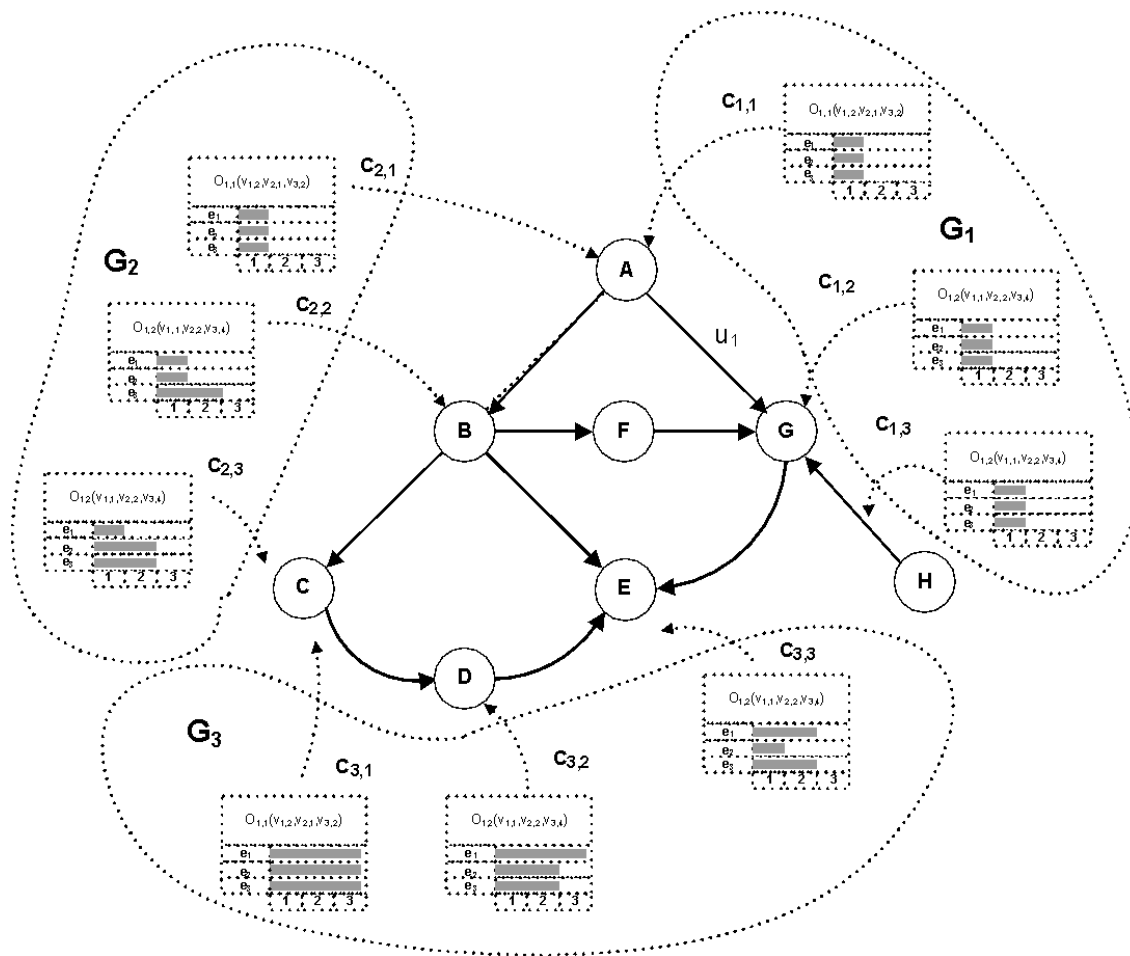 C1,1
O1,1(v1,2,v2,1,v3,2)
e1
e2
e3
1 2 3
G1
C2,1
O1,1(v1,2,v2,1,v3,2)
e1
e2
e3
1 2 3
G2
A
C1,2
O1,2(v1,1,v2,2,v3,4)
e1
e2
e3
1 2 3
C2,2
O1,2(v1,1,v2,2,v3,4)
e1
e2
e3
1 2 3
u1
B
F
G
C1,3
O1,2(v1,1,v2,2,v3,4)
e1
e2
e3
1 2 3
C2,3
O1,2(v1,1,v2,2,v3,4)
e1
e2
e3
1 2 3
C
E
H
D
C3,3
O1,2(v1,1,v2,2,v3,4)
e1
e2
e3
1 2 3
G3
C3,1
O1,1(v1,2,v2,1,v3,2)
e1
e2
e3
1 2 3
C3,2
O1,2(v1,1,v2,2,v3,4)
e1
e2
e3
1 2 3